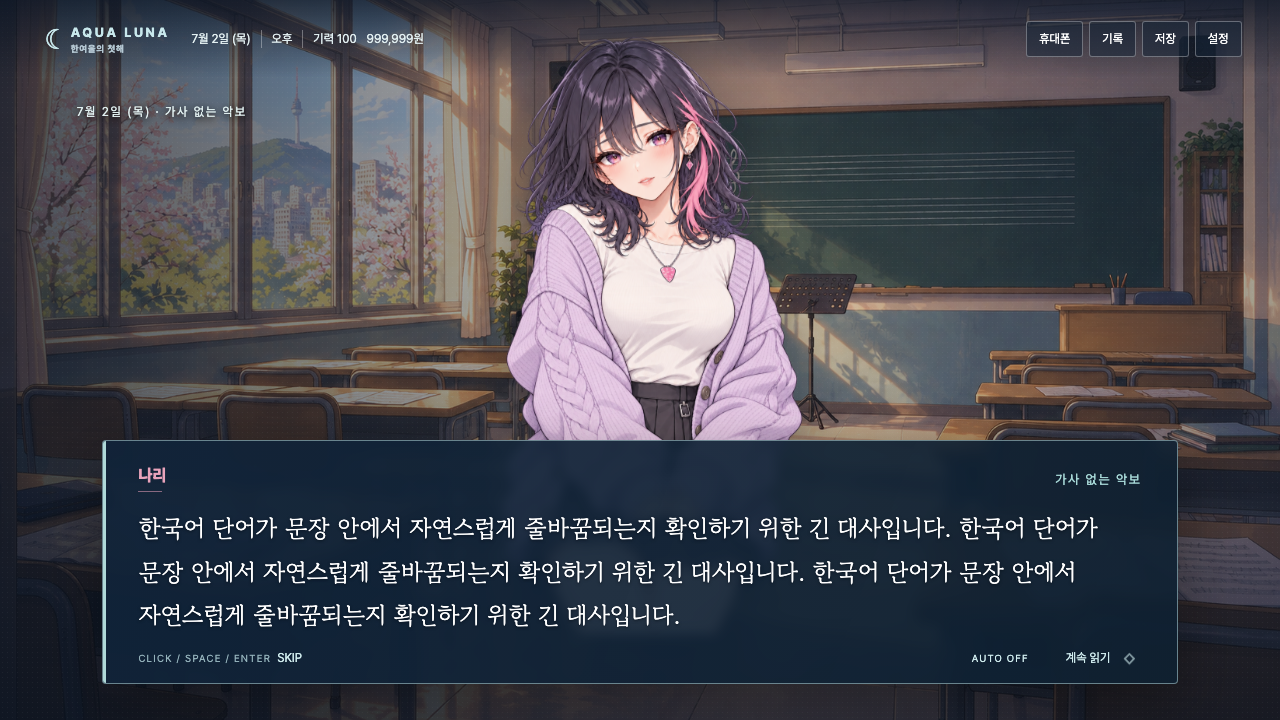 AQUA LUNA
한여울의 첫해
7월 2일 (목) 오후 기력 100 999,999원
휴대폰 기록 저장 설정
7월 2일 (목) · 가사 없는 악보
나리
가사 없는 악보
한국어 단어가 문장 안에서 자연스럽게 줄바꿈되는지 확인하기 위한 긴 대사입니다. 한국어 단어가
문장 안에서 자연스럽게 줄바꿈되는지 확인하기 위한 긴 대사입니다. 한국어 단어가 문장 안에서
자연스럽게 줄바꿈되는지 확인하기 위한 긴 대사입니다.
CLICK / SPACE / ENTER SKIP
AUTO OFF 계속 읽기